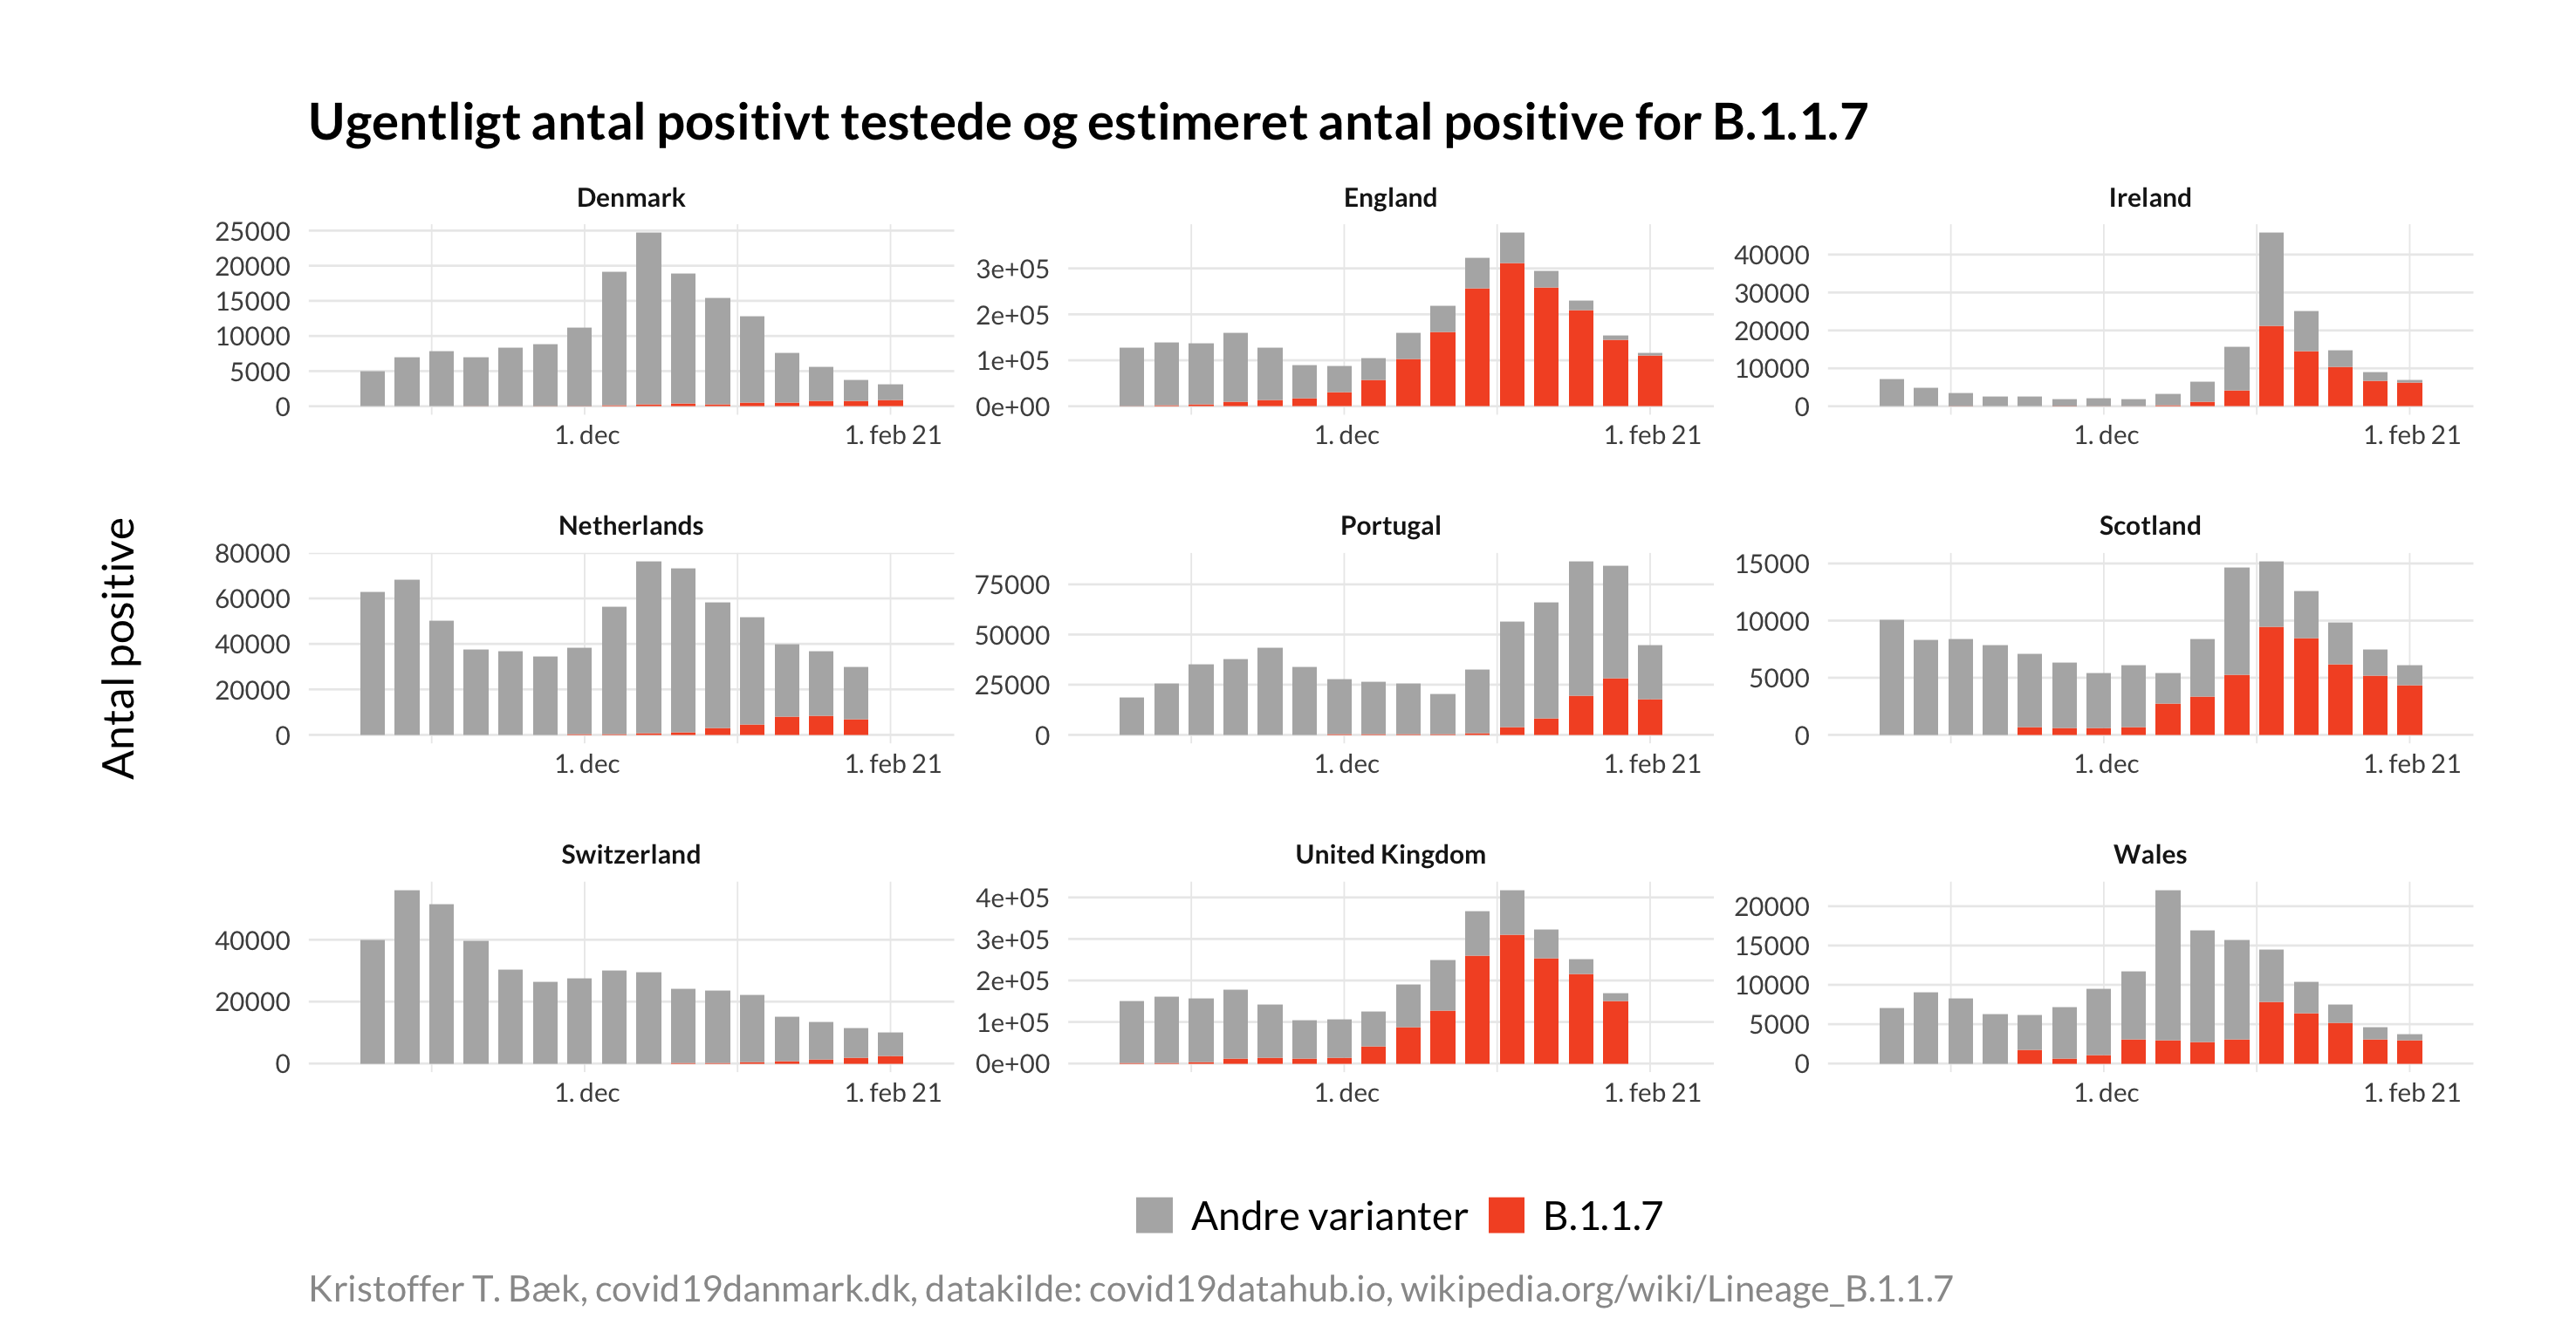 Ugentligt antal positivt testede og estimeret antal positive for B.1.1.7
Antal positive
Denmark
25000
20000
15000
10000
5000
0
1. dec
1. feb 21
England
3e+05
2e+05
1e+05
0e+00
1. dec
1. feb 21
Ireland
40000
30000
20000
10000
0
1. dec
1. feb 21
Netherlands
80000
60000
40000
20000
0
1. dec
1. feb 21
Portugal
75000
50000
25000
0
1. dec
1. feb 21
Scotland
15000
10000
5000
0
1. dec
1. feb 21
Switzerland
40000
20000
0
1. dec
1. feb 21
United Kingdom
4e+05
3e+05
2e+05
1e+05
0e+00
1. dec
1. feb 21
Wales
20000
15000
10000
5000
0
1. dec
1. feb 21
Andre varianter
B.1.1.7
Kristoffer T. Bæk, covid19danmark.dk, datakilde: covid19datahub.io, wikipedia.org/wiki/Lineage_B.1.1.7